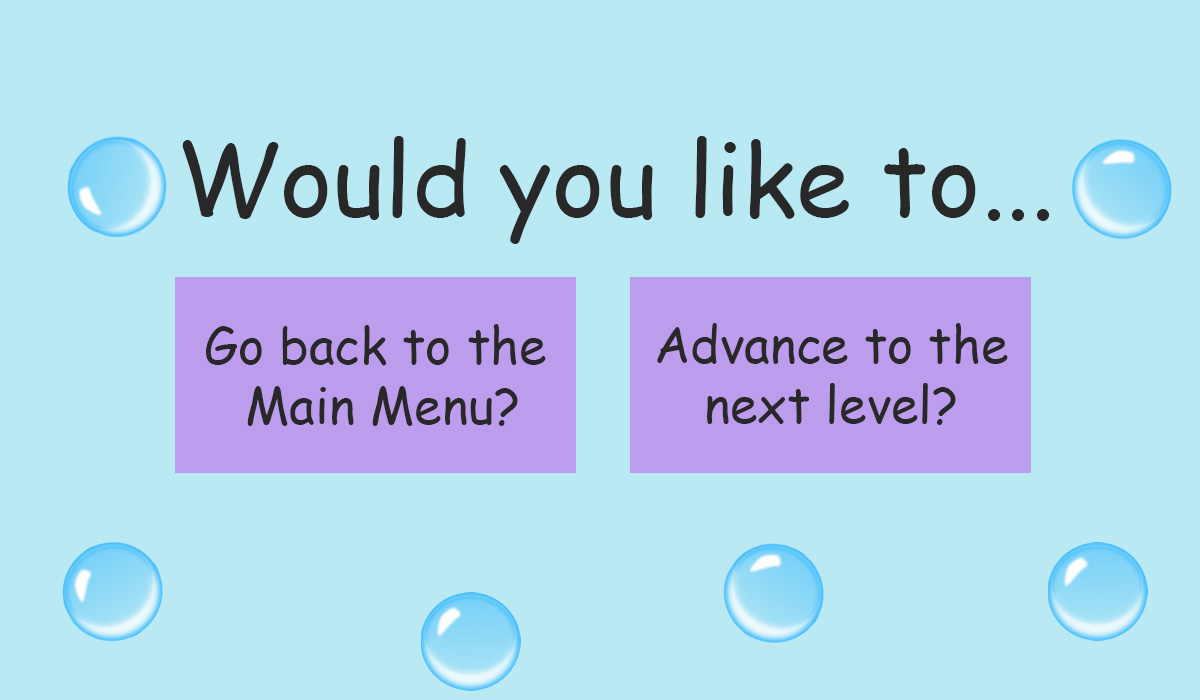 Would you like to...
Go back to the
Main Menu?
Advance to the
next level?